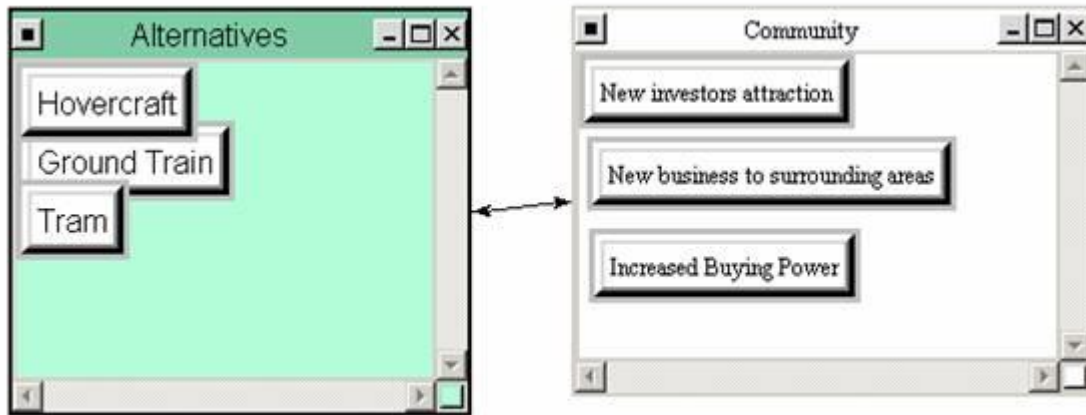 Alternatives
Hovercraft
Ground Train
Tram
Community
New investors attraction
New business to surrounding areas
Increased Buying Power